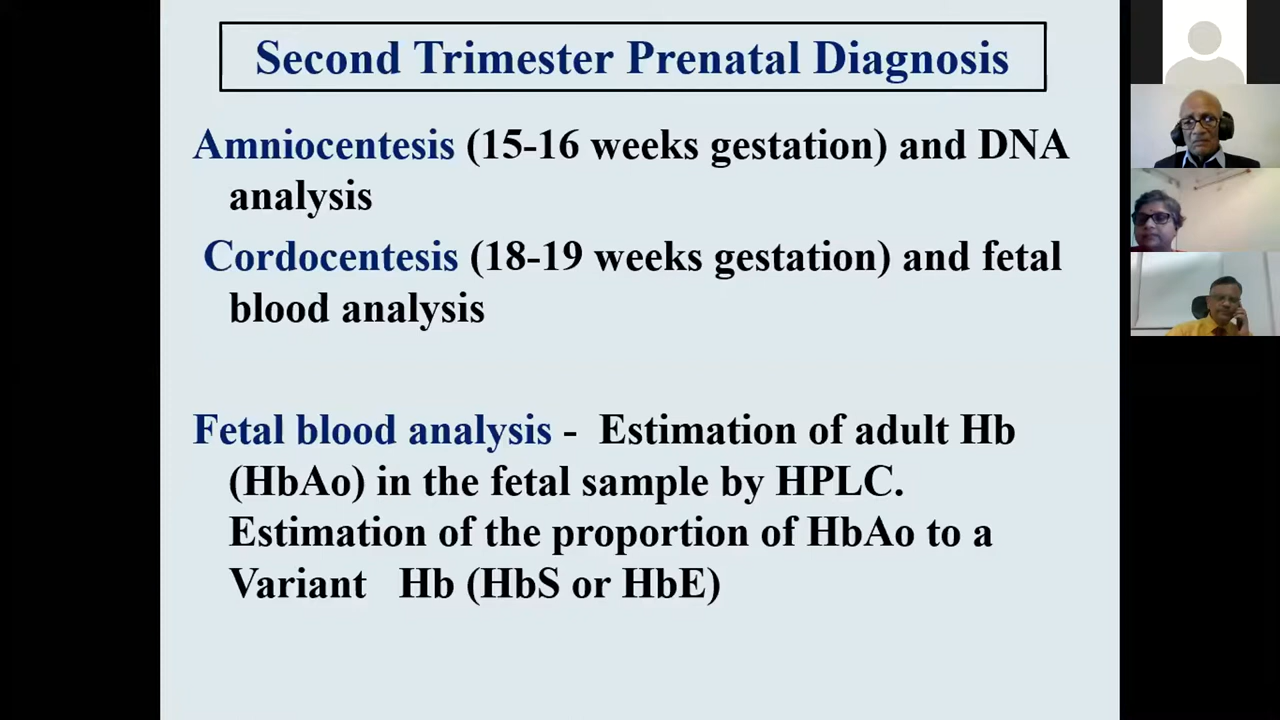 Second Trimester Prenatal Diagnosis
Amniocentesis (15-16 weeks gestation) and DNA
analysis
Cordocentesis (18-19 weeks gestation) and fetal
blood analysis
Fetal blood analysis - Estimation of adult Hb
(HbAo) in the fetal sample by HPLC.
Estimation of the proportion of HbAo to a
Variant Hb (HbS or HbE)